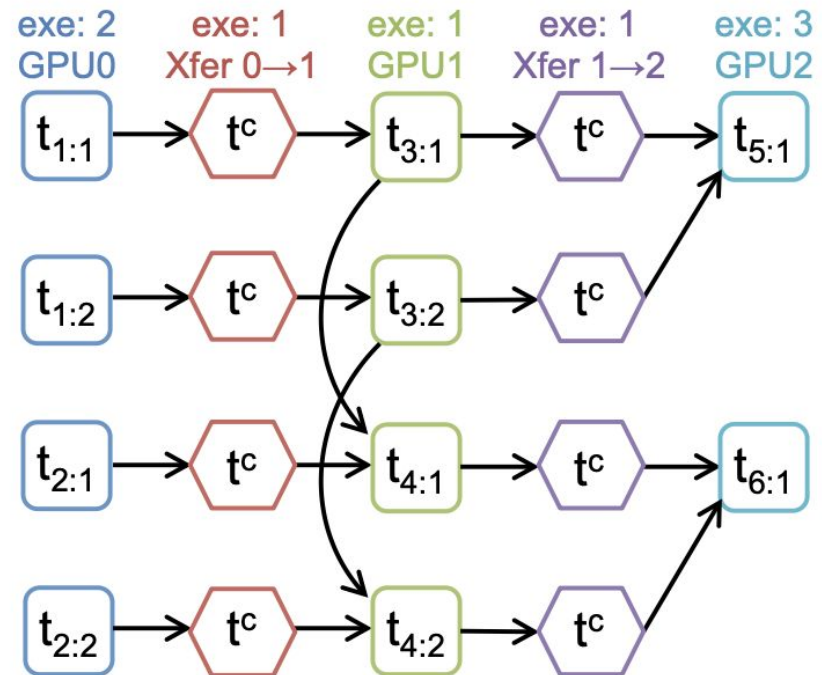 exe: 2 exe: 1 exe: 1 exe: 1 exe: 3
GPU0 Xfer 0→1 GPU1 Xfer 1→2 GPU2
t1:1 tc t3:1 tc t5:1
t1:2 tc t3:2 tc
t2:1 tc t4:1 tc t6:1
t2:2 tc t4:2 tc